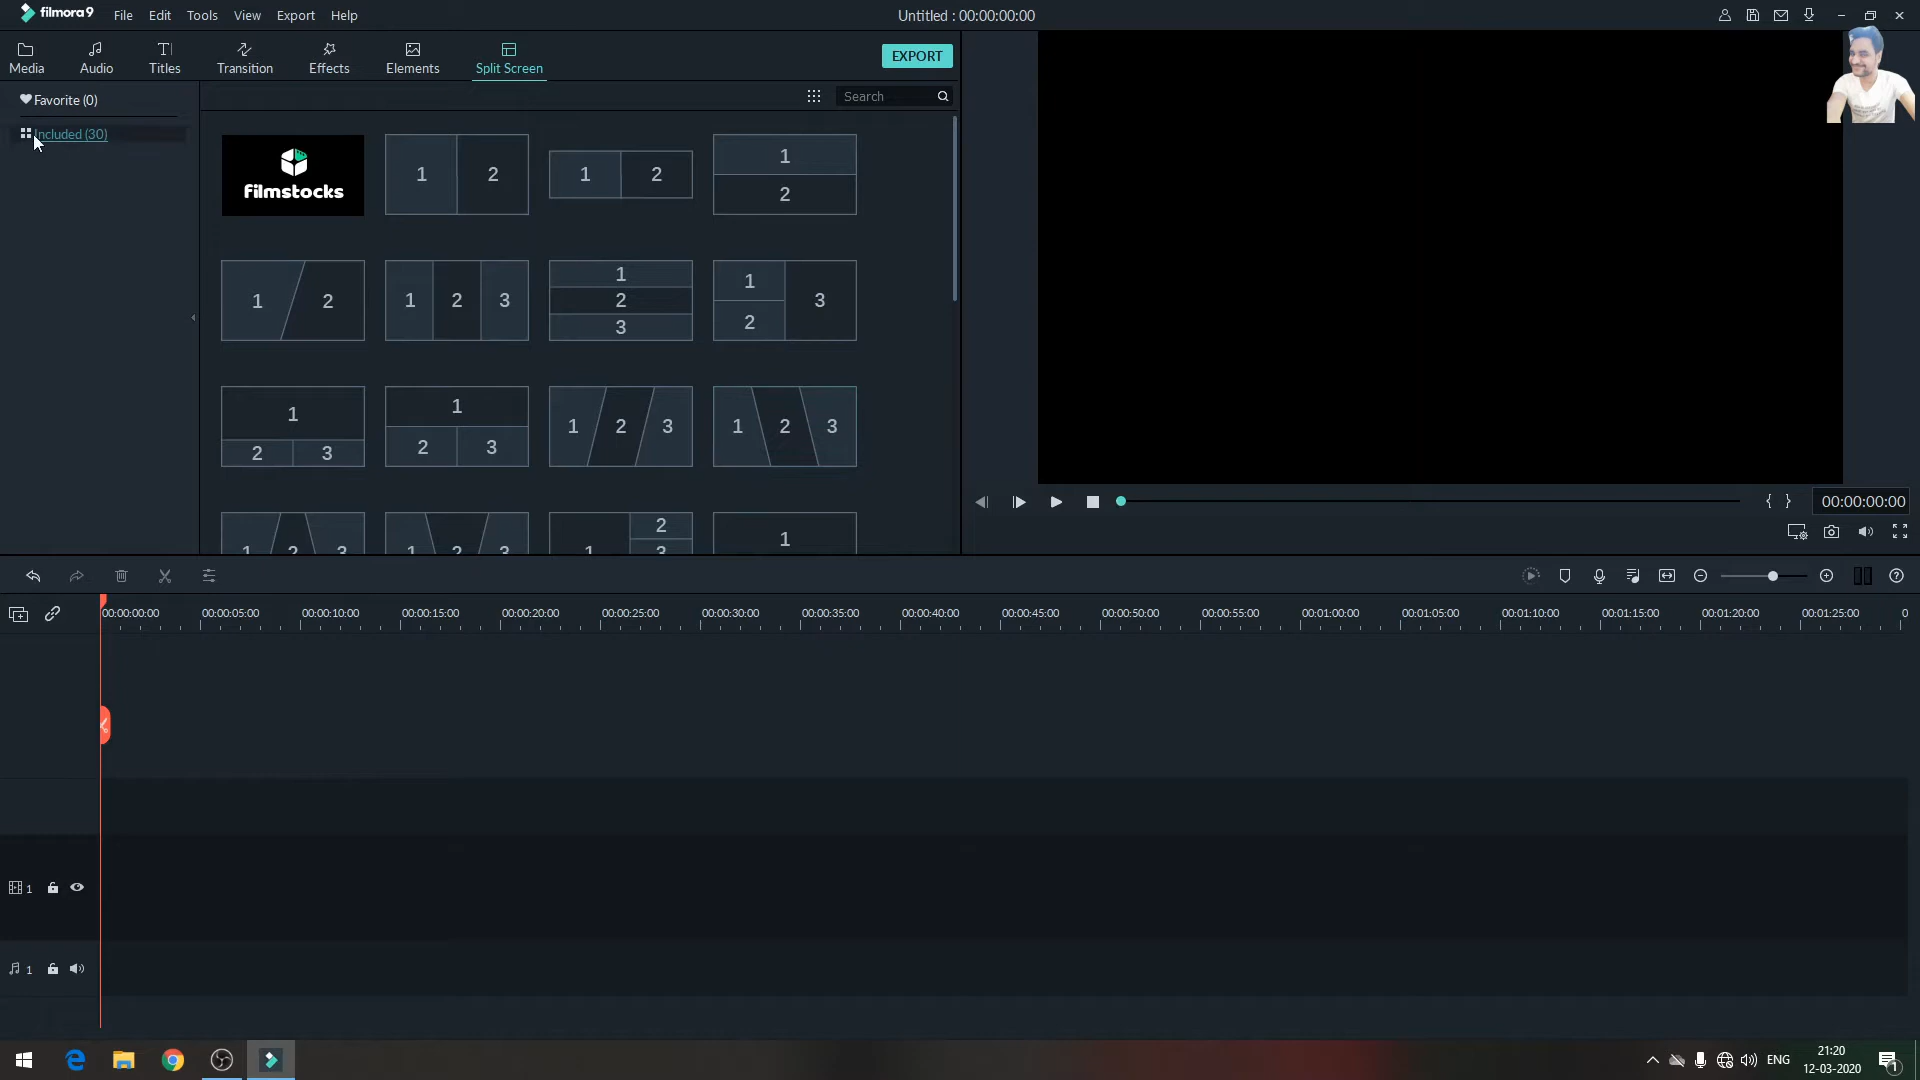 filmora9 File Edit Tools View Export Help Untitled : 00:00:00:00
Media Audio Titles Transition Effects Elements Split Screen EXPORT
Favorite (0) Search
Included (30)
filmstocks
1 2
1 2
1
2
1 2
1 2 3
1
2
3
1
2
3
1
2 3
1
2 3
1 2 3
1 2 3
1 2 3
1 2 3
1 2
3
1
00:00:00:00
00:00:00:00 00:00:05:00 00:00:10:00 00:00:15:00 00:00:20:00 00:00:25:00 00:00:30:00 00:00:35:00 00:00:40:00 00:00:45:00 00:00:50:00 00:00:55:00 00:01:00:00 00:01:05:00 00:01:10:00 00:01:15:00 00:01:20:00 00:01:25:00 0
1
1
ENG 21:20
12-03-2020
1